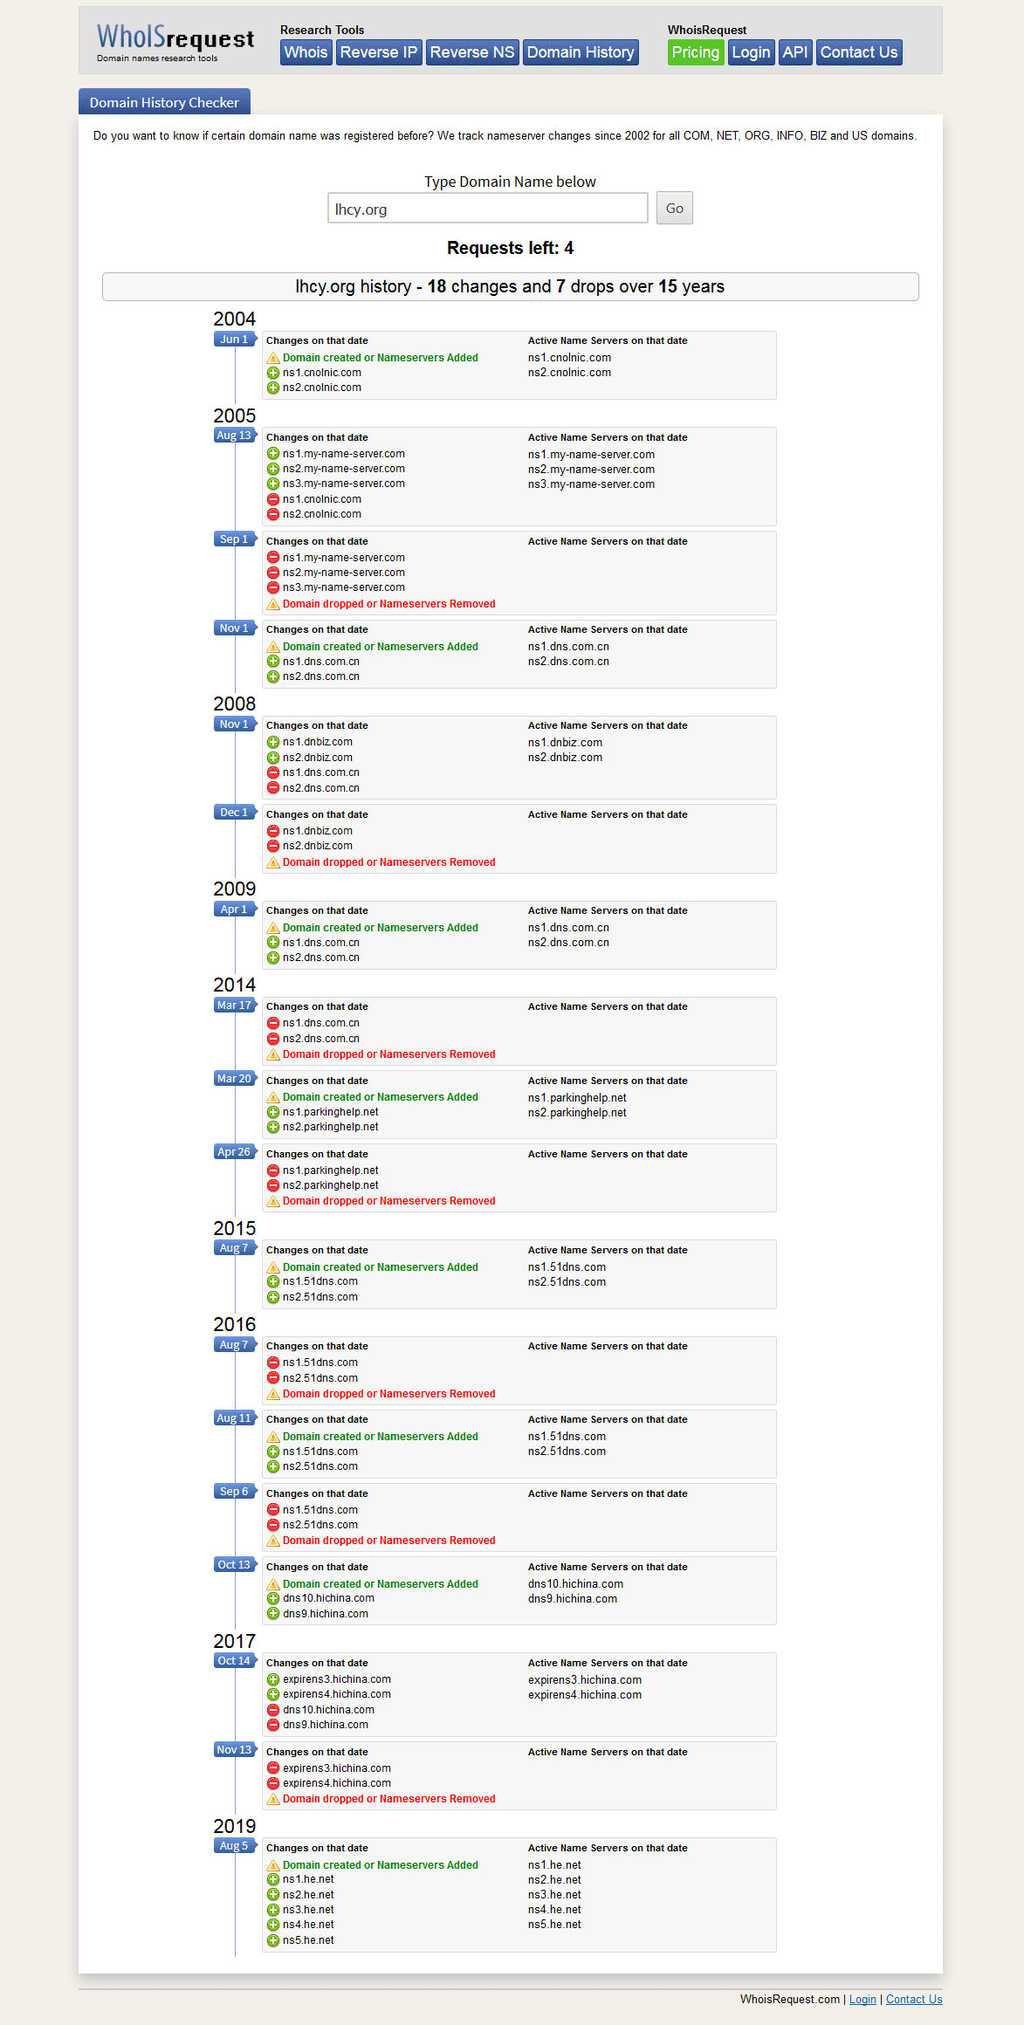 WhoISrequest
Domain names research tools
Research Tools
Whois Reverse IP Reverse NS Domain History
WhoisRequest
Pricing Login API Contact Us
Domain History Checker
Do you want to know if certain domain name was registered before? We track nameserver changes since 2002 for all COM, NET, ORG, INFO, BIZ and US domains.
Type Domain Name below
lhcy.org Go
Requests left: 4
lhcy.org history - 18 changes and 7 drops over 15 years
2004
Jun 1
Changes on that date Active Name Servers on that date
Domain created or Nameservers Added ns1.cnolnic.com
ns1.cnolnic.com ns2.cnolnic.com
ns2.cnolnic.com
2005
Aug 13
Changes on that date Active Name Servers on that date
ns1.my-name-server.com ns1.my-name-server.com
ns2.my-name-server.com ns2.my-name-server.com
ns3.my-name-server.com ns3.my-name-server.com
ns1.cnolnic.com
ns2.cnolnic.com
Sep 1
Changes on that date Active Name Servers on that date
ns1.my-name-server.com
ns2.my-name-server.com
ns3.my-name-server.com
Domain dropped or Nameservers Removed
Nov 1
Changes on that date Active Name Servers on that date
Domain created or Nameservers Added ns1.dns.com.cn
ns1.dns.com.cn ns2.dns.com.cn
ns2.dns.com.cn
2008
Nov 1
Changes on that date Active Name Servers on that date
ns1.dnbiz.com ns1.dnbiz.com
ns2.dnbiz.com ns2.dnbiz.com
ns1.dns.com.cn
ns2.dns.com.cn
Dec 1
Changes on that date Active Name Servers on that date
ns1.dnbiz.com
ns2.dnbiz.com
Domain dropped or Nameservers Removed
2009
Apr 1
Changes on that date Active Name Servers on that date
Domain created or Nameservers Added ns1.dns.com.cn
ns1.dns.com.cn ns2.dns.com.cn
ns2.dns.com.cn
2014
Mar 17
Changes on that date Active Name Servers on that date
ns1.dns.com.cn
ns2.dns.com.cn
Domain dropped or Nameservers Removed
Mar 20
Changes on that date Active Name Servers on that date
Domain created or Nameservers Added ns1.parkinghelp.net
ns1.parkinghelp.net ns2.parkinghelp.net
ns2.parkinghelp.net
Apr 26
Changes on that date Active Name Servers on that date
ns1.parkinghelp.net
ns2.parkinghelp.net
Domain dropped or Nameservers Removed
2015
Aug 7
Changes on that date Active Name Servers on that date
Domain created or Nameservers Added ns1.51dns.com
ns1.51dns.com ns2.51dns.com
ns2.51dns.com
2016
Aug 7
Changes on that date Active Name Servers on that date
ns1.51dns.com
ns2.51dns.com
Domain dropped or Nameservers Removed
Aug 11
Changes on that date Active Name Servers on that date
Domain created or Nameservers Added ns1.51dns.com
ns1.51dns.com ns2.51dns.com
ns2.51dns.com
Sep 6
Changes on that date Active Name Servers on that date
ns1.51dns.com
ns2.51dns.com
Domain dropped or Nameservers Removed
Oct 13
Changes on that date Active Name Servers on that date
Domain created or Nameservers Added dns10.hichina.com
dns10.hichina.com dns9.hichina.com
dns9.hichina.com
2017
Oct 14
Changes on that date Active Name Servers on that date
expirens3.hichina.com expirens3.hichina.com
expirens4.hichina.com expirens4.hichina.com
dns10.hichina.com
dns9.hichina.com
Nov 13
Changes on that date Active Name Servers on that date
expirens3.hichina.com
expirens4.hichina.com
Domain dropped or Nameservers Removed
2019
Aug 5
Changes on that date Active Name Servers on that date
Domain created or Nameservers Added ns1.he.net
ns1.he.net ns2.he.net
ns2.he.net ns3.he.net
ns3.he.net ns4.he.net
ns4.he.net ns5.he.net
ns5.he.net
WhoisRequest.com | Login | Contact Us